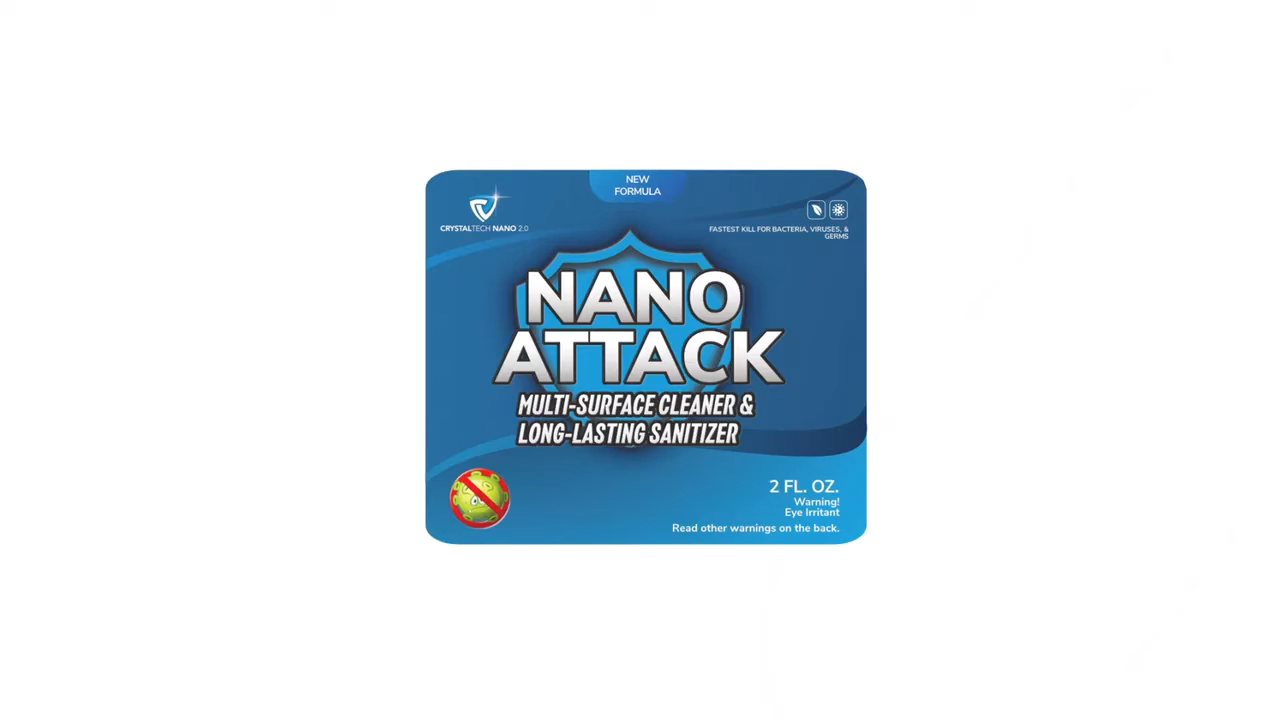 NEW
FORMULA
CRYSTALTECH NANO 2.0
FASTEST KILL FOR BACTERIA, VIRUSES, &
GERMS
NANO
ATTACK
MULTI-SURFACE CLEANER &
LONG-LASTING SANITIZER
2 FL. OZ.
Warning!
Eye Irritant
Read other warnings on the back.